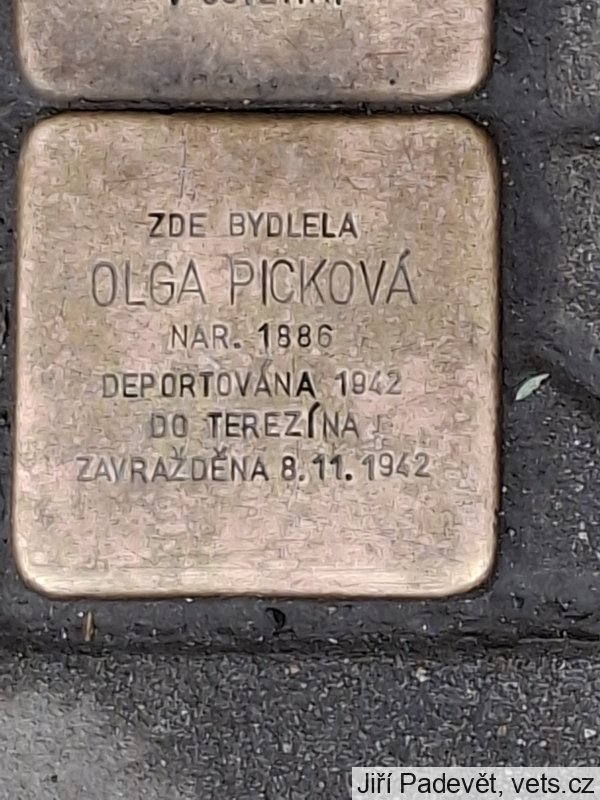 ZDE BYDLELA
OLGA PICKOVÁ
NAR. 1886
DEPORTOVÁNA 1942
DO TEREZÍNA
ZAVRAŽDĚNA 8.11.1942
Jiří Padevět, vets.cz